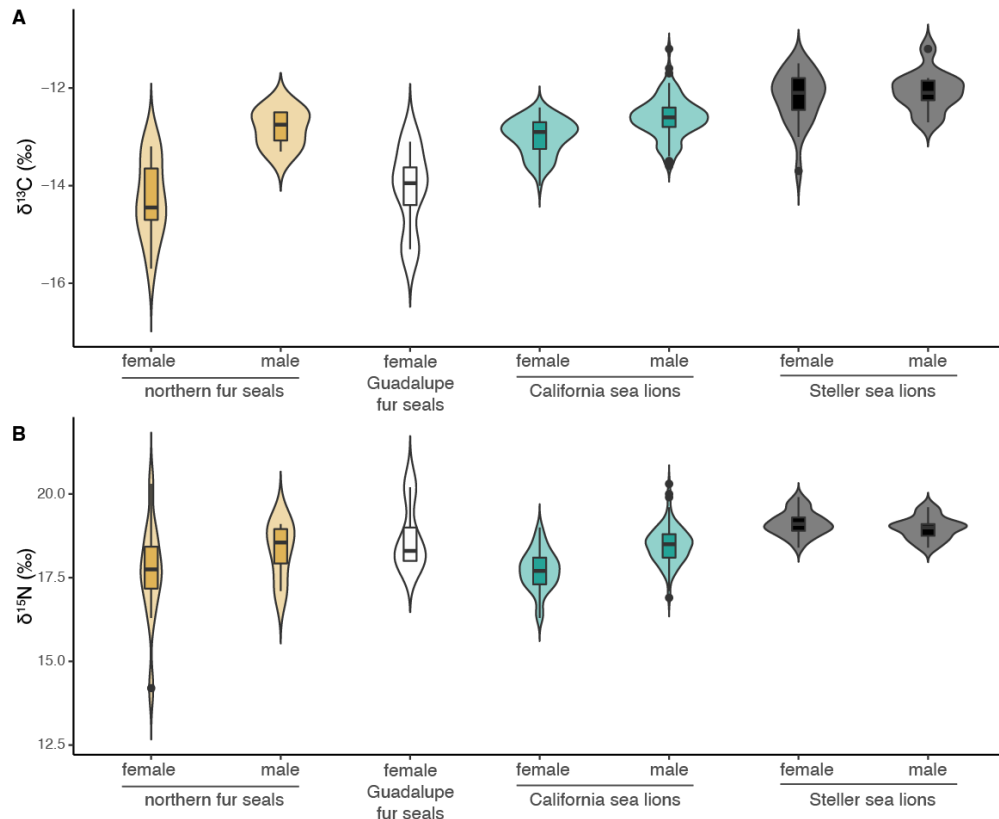 A
δ¹³C (‰)
−12
−14
−16
female male female female male female male
northern fur seals Guadalupe fur seals California sea lions Steller sea lions
B
δ¹⁵N (‰)
20.0
17.5
15.0
12.5
female male female female male female male
northern fur seals Guadalupe fur seals California sea lions Steller sea lions